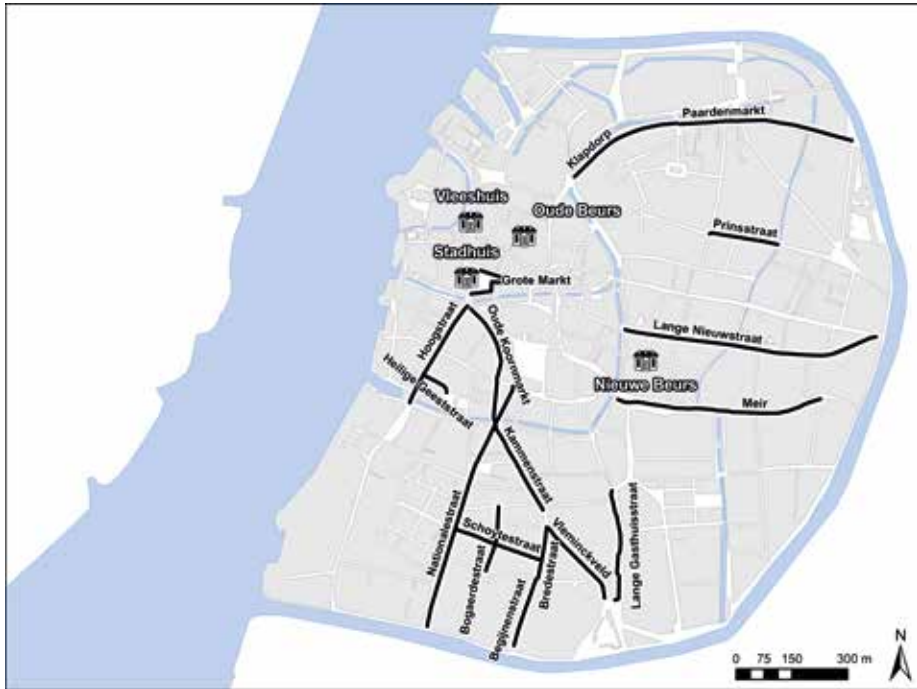 Paardenmarkt
Klapdorp
Vleeshuis
Oude Beurs
Prinsstraat
Stadhuis
Grote Markt
Hoogstraat
Oude Koornmarkt
Lange Nieuwstraat
Heilige Geeststraat
Nieuwe Beurs
Meir
Kammenstraat
Nationalestraat
Schoytestraat
Vleminckveld
Lange Gasthuisstraat
Bogaerdestraat
Bredestraat
Begijnenstraat
N
0 75 150 300 m